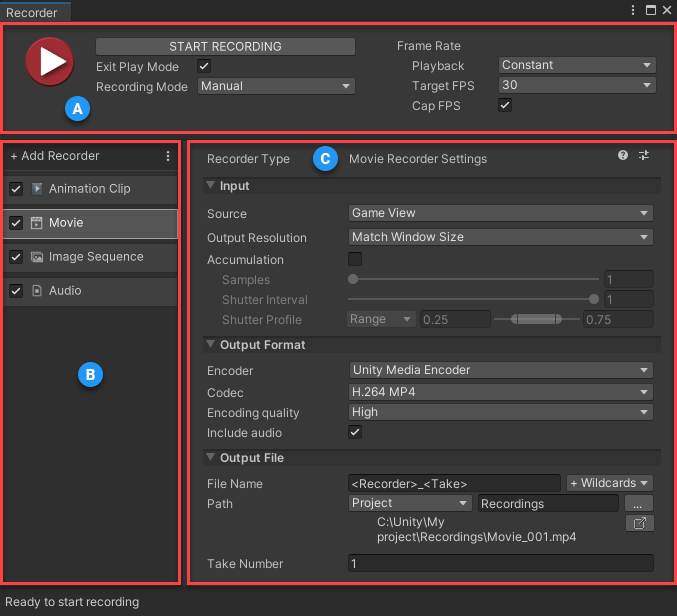 Recorder
START RECORDING
Exit Play Mode
Recording Mode Manual
Frame Rate
Playback Constant
Target FPS 30
Cap FPS
A
+ Add Recorder
Animation Clip
Movie
Image Sequence
Audio
B
Recorder Type C Movie Recorder Settings
Input
Source Game View
Output Resolution Match Window Size
Accumulation
Samples 1
Shutter Interval 1
Shutter Profile Range 0.25 0.75
Output Format
Encoder Unity Media Encoder
Codec H.264 MP4
Encoding quality High
Include audio
Output File
File Name <Recorder>_<Take> + Wildcards
Path Project Recordings ...
C:\Unity\My
project\Recordings\Movie_001.mp4
Take Number 1
Ready to start recording